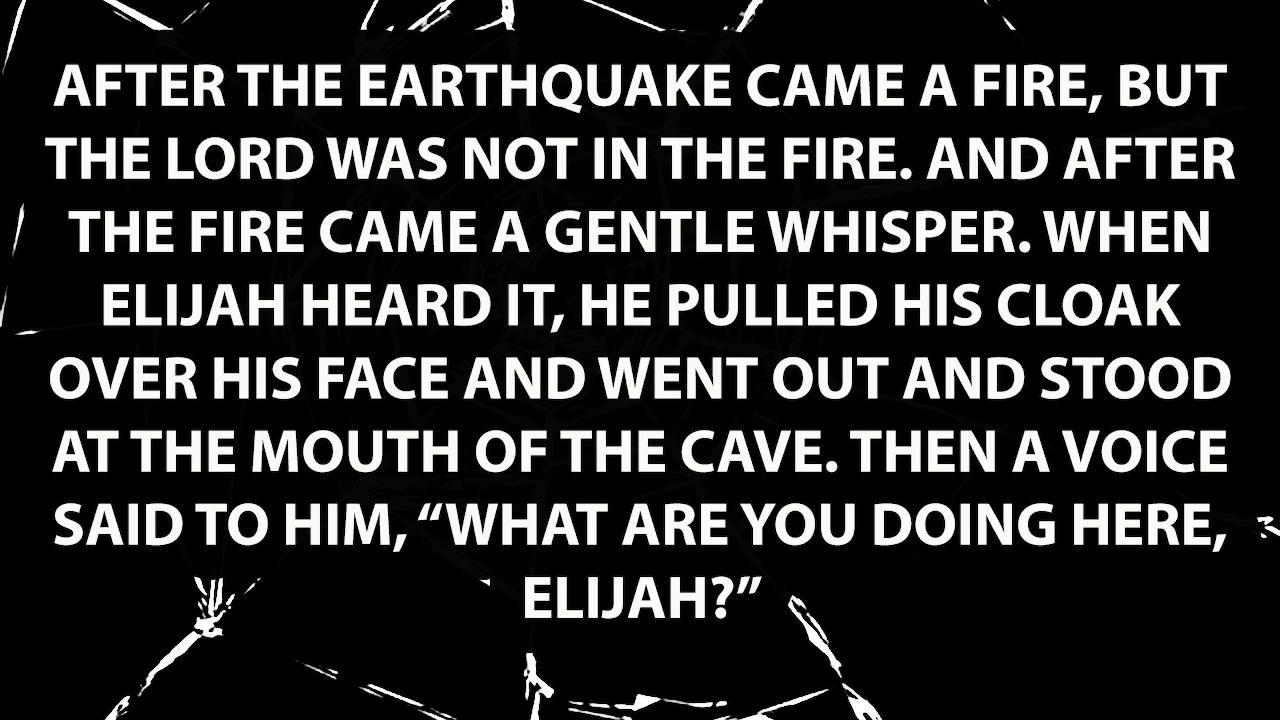 AFTER THE EARTHQUAKE CAME A FIRE, BUT
THE LORD WAS NOT IN THE FIRE. AND AFTER
THE FIRE CAME A GENTLE WHISPER. WHEN
ELIJAH HEARD IT, HE PULLED HIS CLOAK
OVER HIS FACE AND WENT OUT AND STOOD
AT THE MOUTH OF THE CAVE. THEN A VOICE
SAID TO HIM, “WHAT ARE YOU DOING HERE,
ELIJAH?”